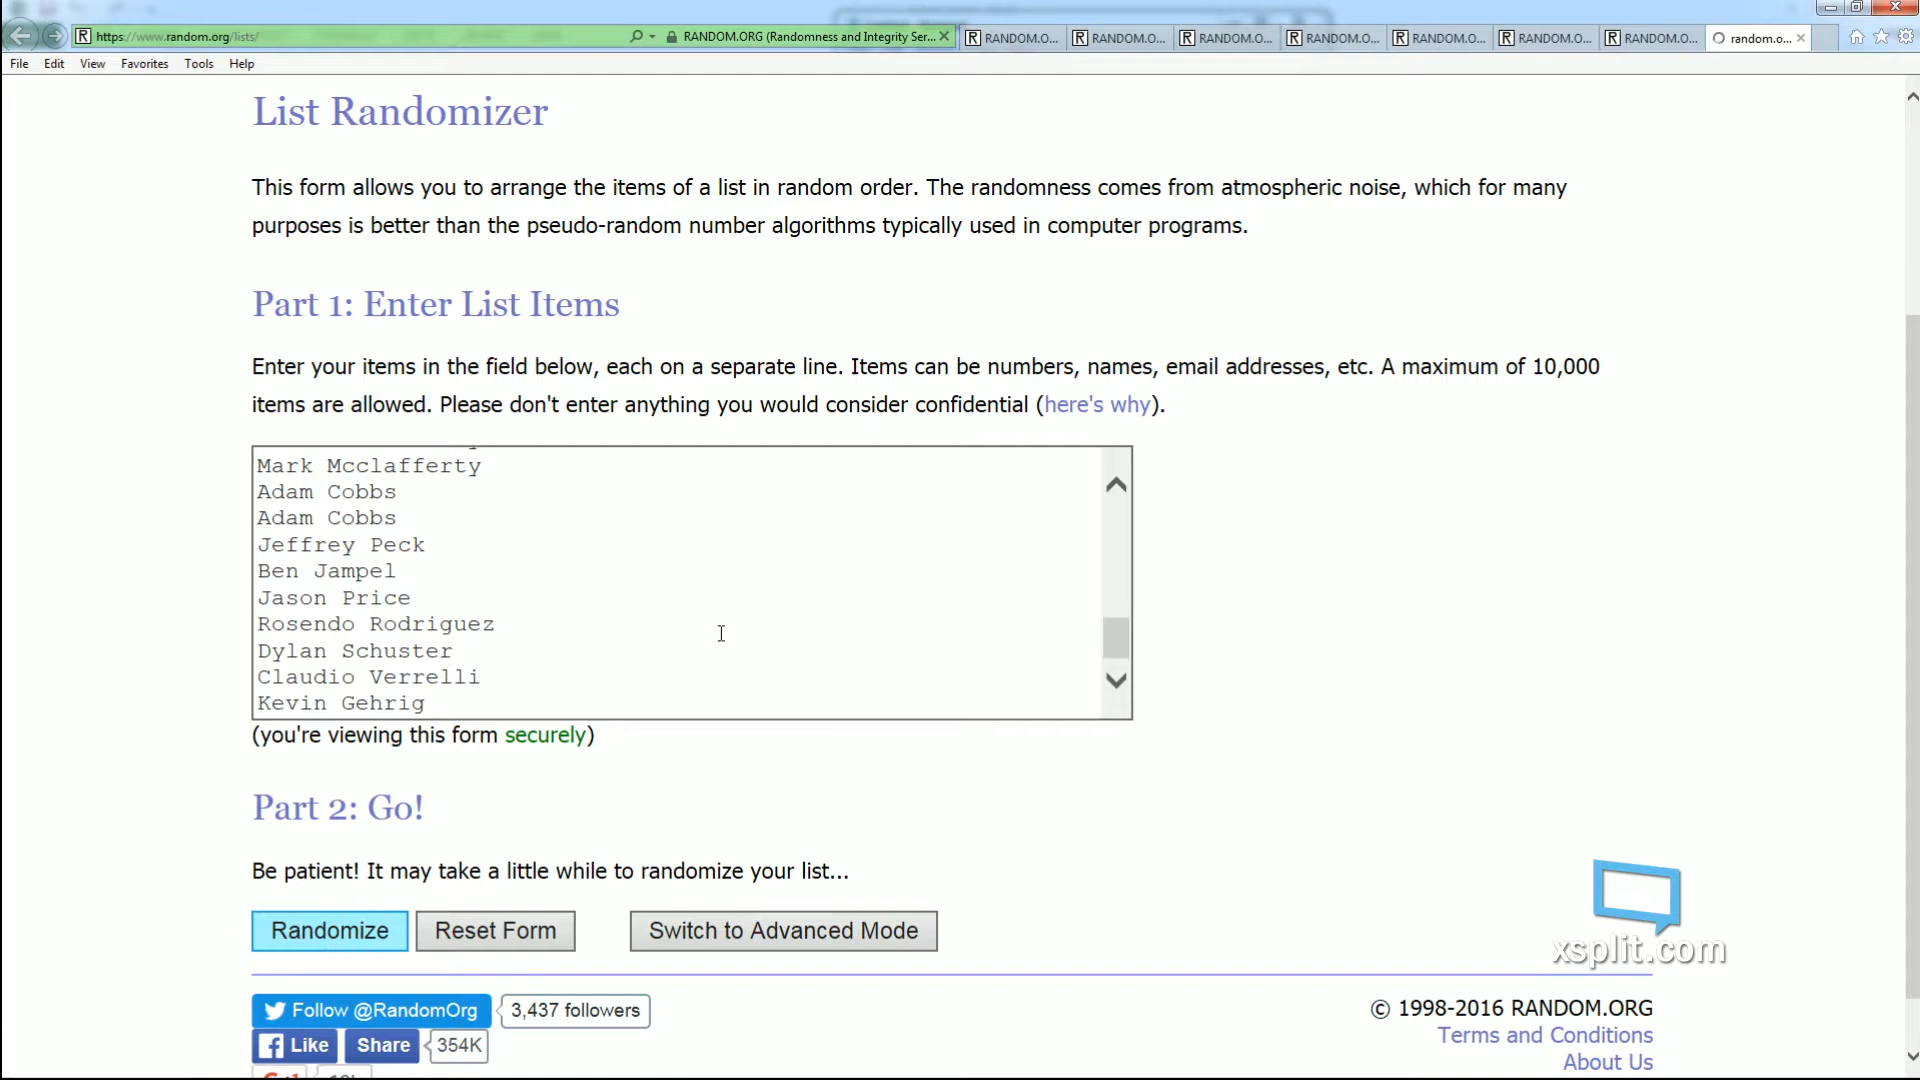 https://www.random.org/lists/
RANDOM.ORG (Randomness and Integrity Ser...
RANDOM.O...
RANDOM.O...
RANDOM.O...
RANDOM.O...
RANDOM.O...
RANDOM.O...
RANDOM.O...
random.o...
File Edit View Favorites Tools Help
List Randomizer
This form allows you to arrange the items of a list in random order. The randomness comes from atmospheric noise, which for many
purposes is better than the pseudo-random number algorithms typically used in computer programs.
Part 1: Enter List Items
Enter your items in the field below, each on a separate line. Items can be numbers, names, email addresses, etc. A maximum of 10,000
items are allowed. Please don't enter anything you would consider confidential (here's why).
Mark Mcclafferty
Adam Cobbs
Adam Cobbs
Jeffrey Peck
Ben Jampel
Jason Price
Rosendo Rodriguez
Dylan Schuster
Claudio Verrelli
Kevin Gehrig
(you're viewing this form securely)
Part 2: Go!
Be patient! It may take a little while to randomize your list...
Randomize Reset Form Switch to Advanced Mode
xsplit.com
Follow @RandomOrg 3,437 followers
Like Share 354K
© 1998-2016 RANDOM.ORG
Terms and Conditions
About Us